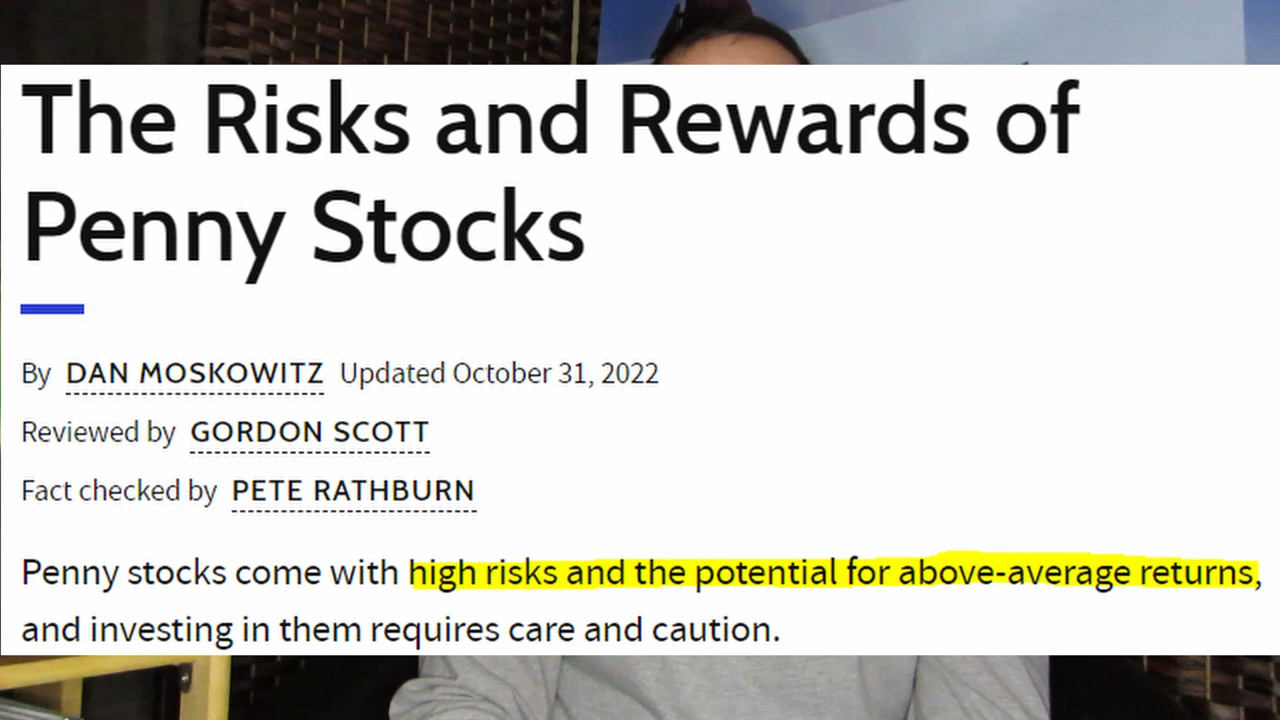 The Risks and Rewards of
Penny Stocks
By DAN MOSKOWITZ Updated October 31, 2022
Reviewed by GORDON SCOTT
Fact checked by PETE RATHBURN
Penny stocks come with high risks and the potential for above-average returns,
and investing in them requires care and caution.